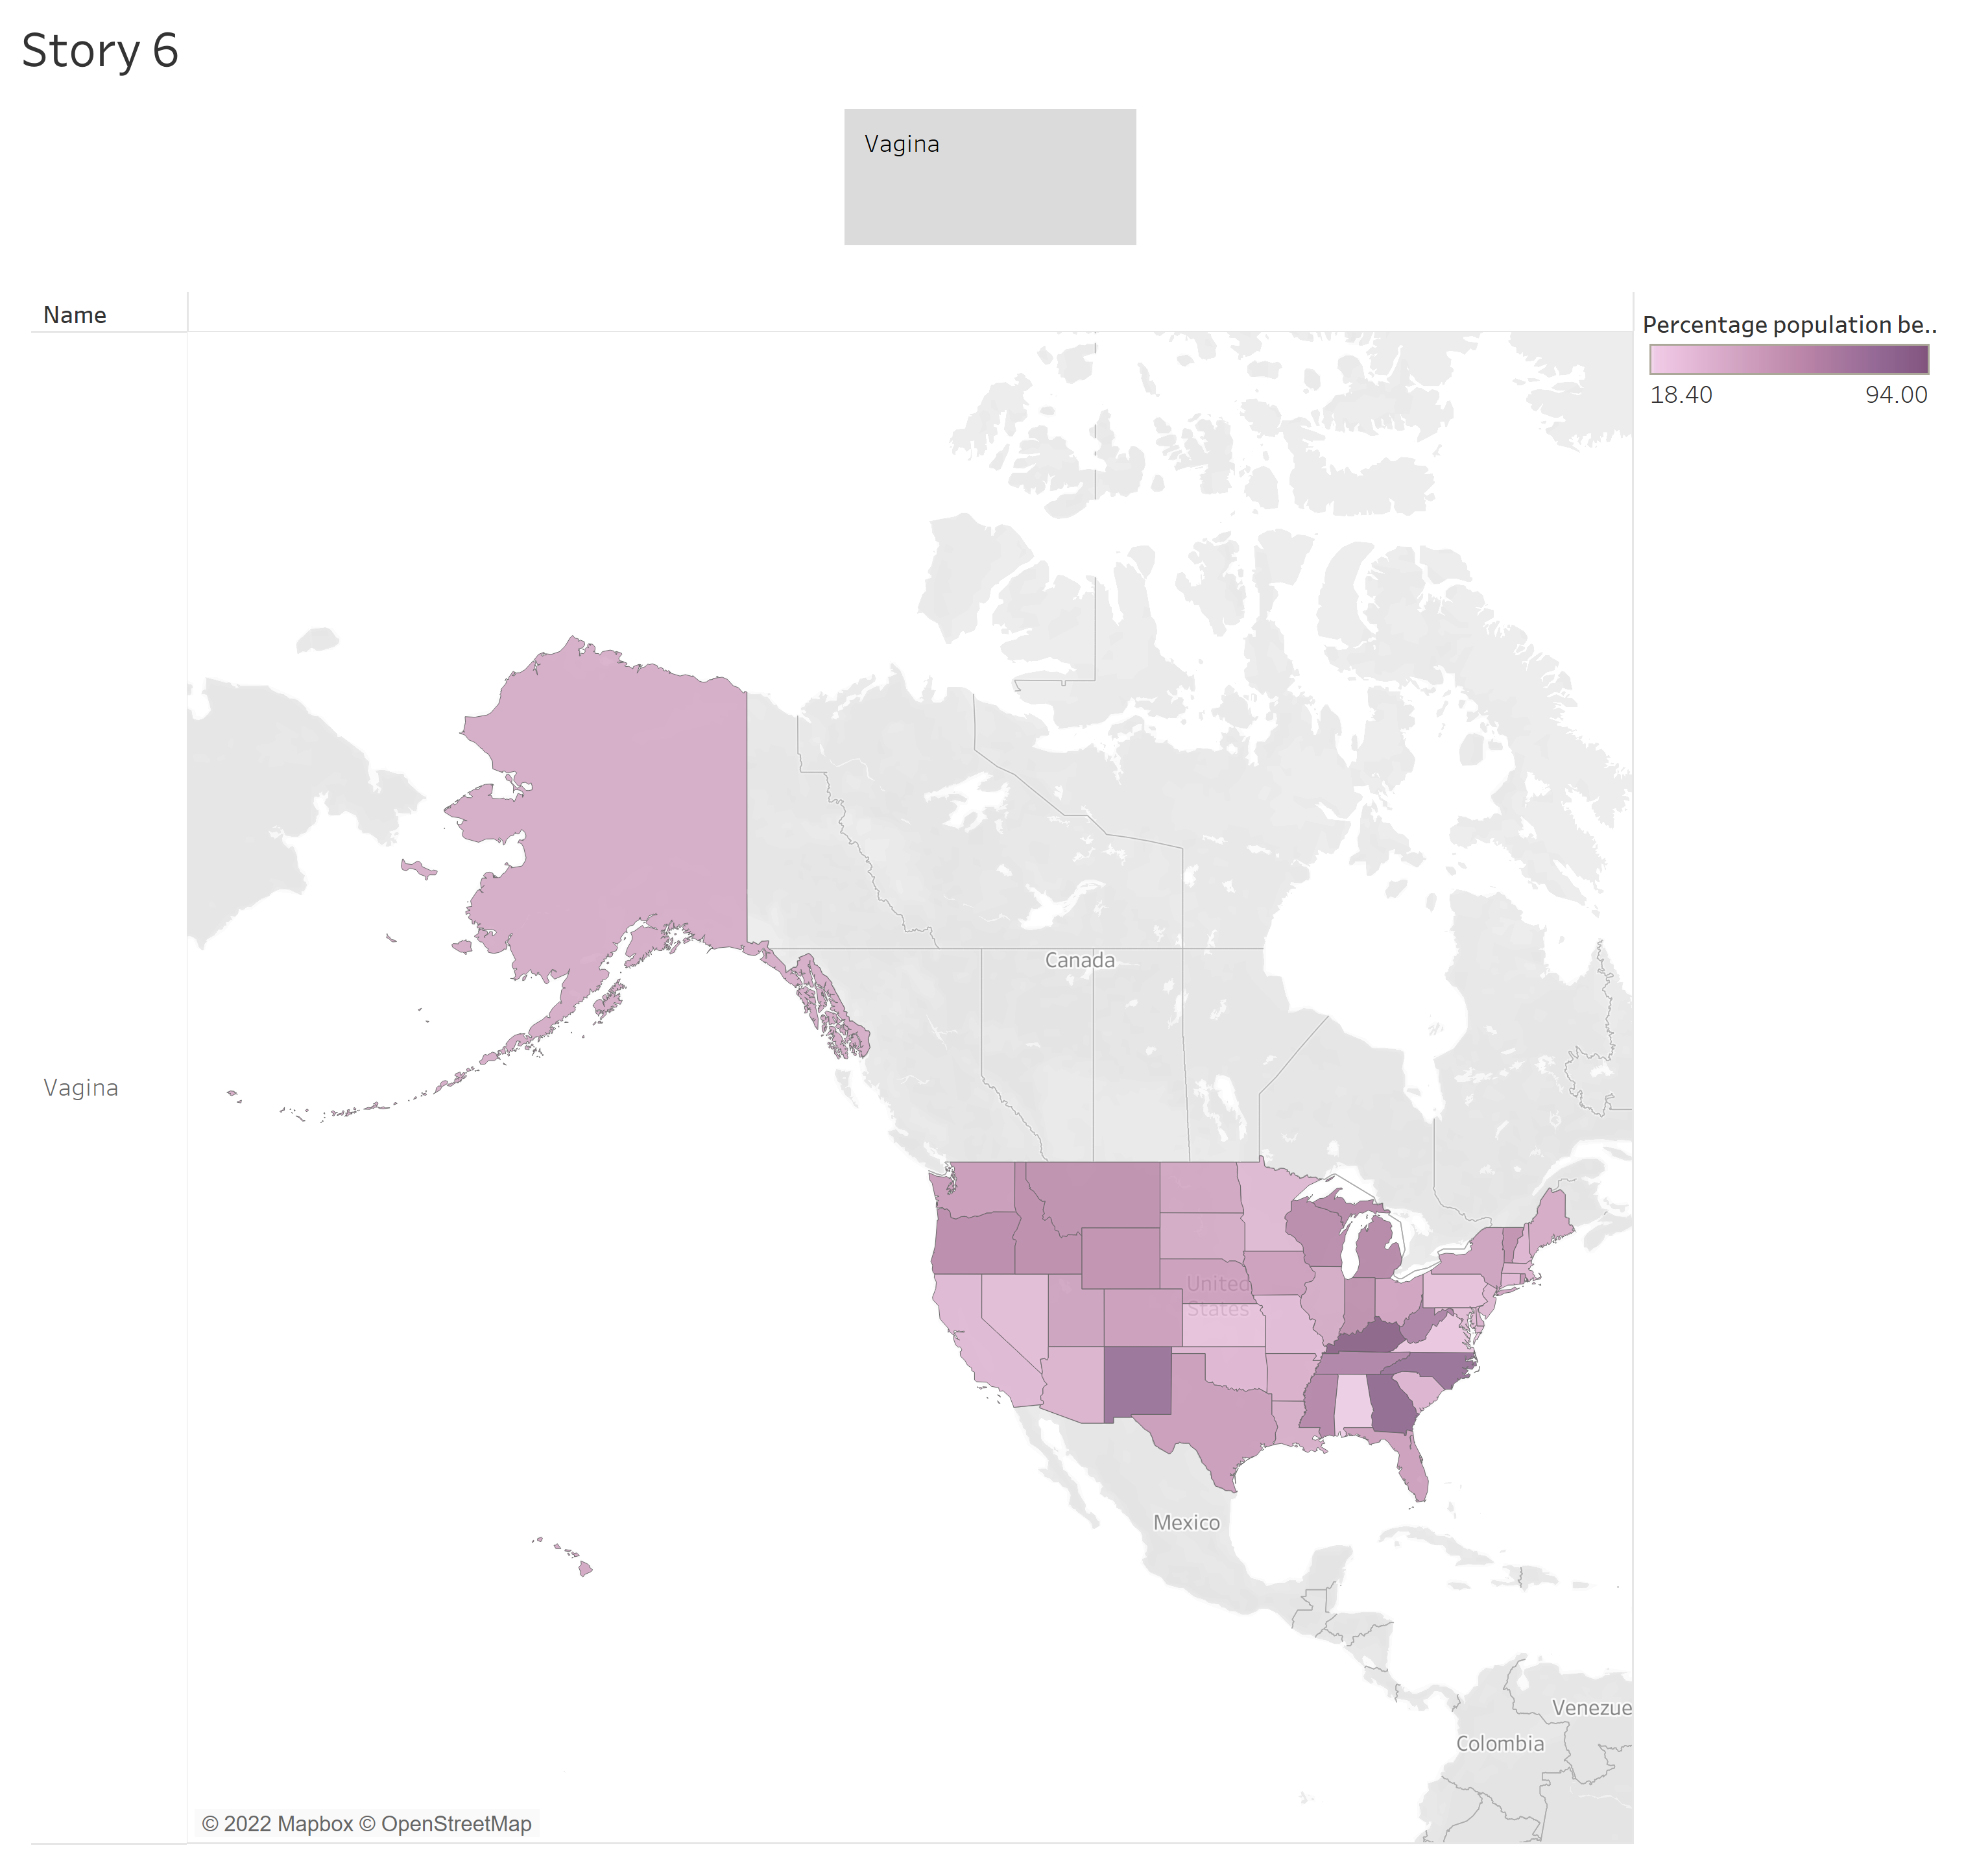 Story 6
Vagina
Name
Percentage population be..
18.40 94.00
Canada
Vagina
United
States
Mexico
Venezue
Colombia
© 2022 Mapbox © OpenStreetMap